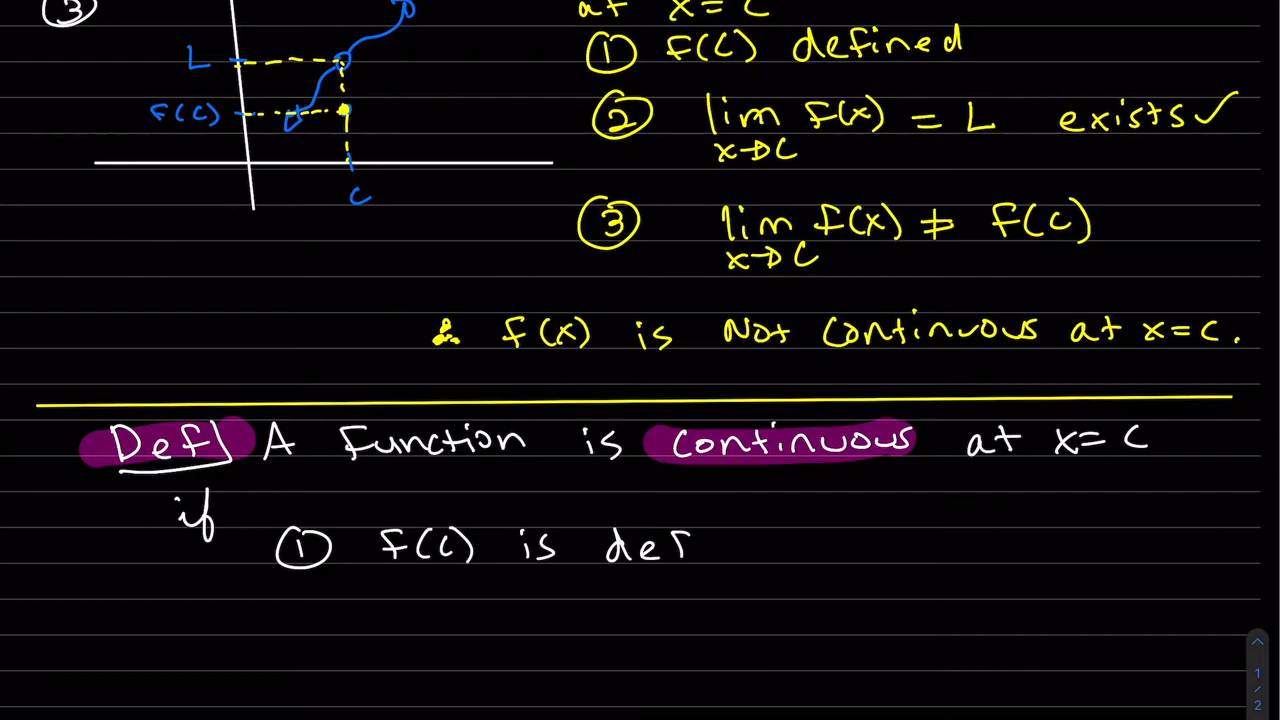 ③
at x = c
① f(c) defined
L
f(c)
② lim f(x) = L exists ✓
x→c
c
③ lim f(x) ≠ f(c)
x→c
∴ f(x) is Not continuous at x=c.
Def) A function is continuous at x=c
if
① f(c) is def
1/2